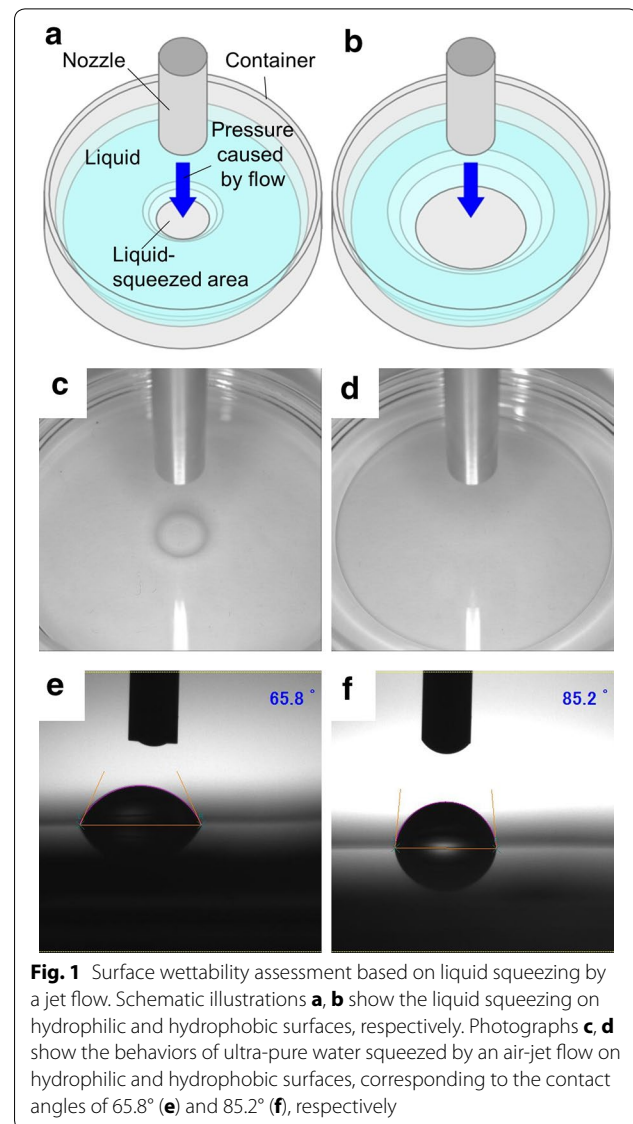 a
b
Nozzle
Container
Liquid
Pressure
caused
by flow
Liquid-
squeezed area
c
d
e
65.8 °
f
85.2 °
Fig. 1 Surface wettability assessment based on liquid squeezing by
a jet flow. Schematic illustrations a, b show the liquid squeezing on
hydrophilic and hydrophobic surfaces, respectively. Photographs c, d
show the behaviors of ultra-pure water squeezed by an air-jet flow on
hydrophilic and hydrophobic surfaces, corresponding to the contact
angles of 65.8° (e) and 85.2° (f), respectively